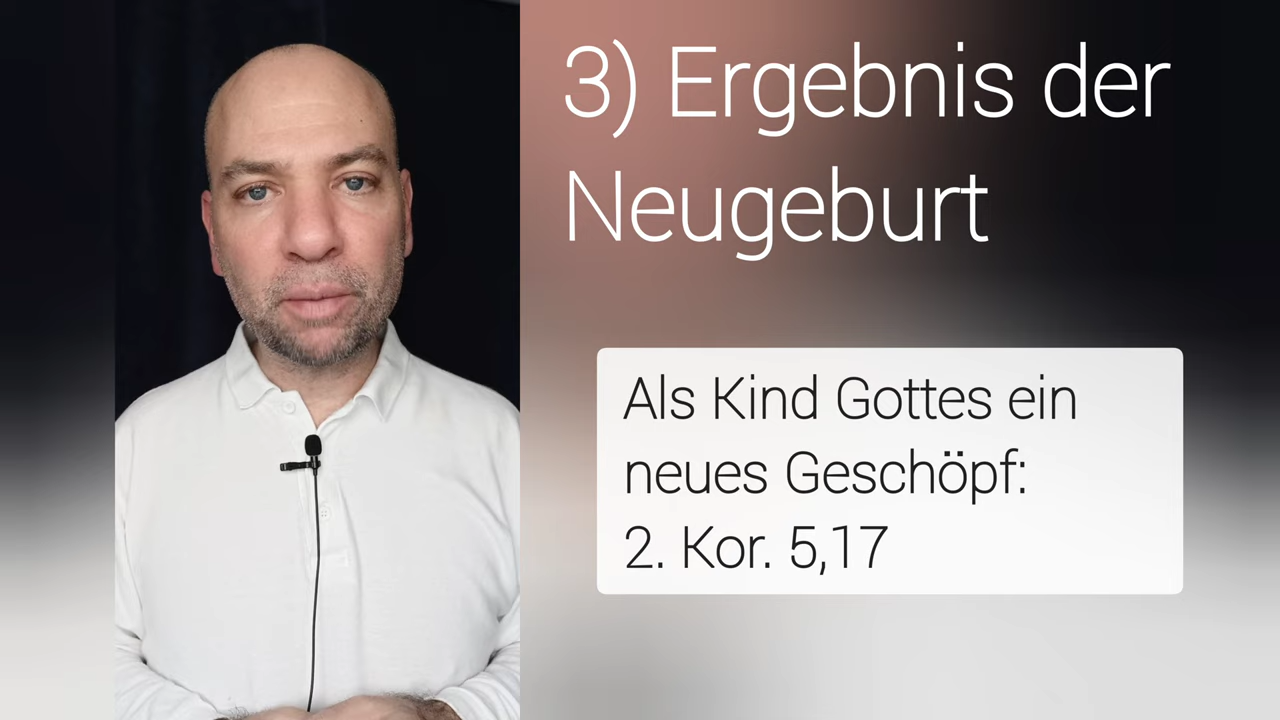 3) Ergebnis der
Neugeburt
Als Kind Gottes ein
neues Geschöpf:
2. Kor. 5,17